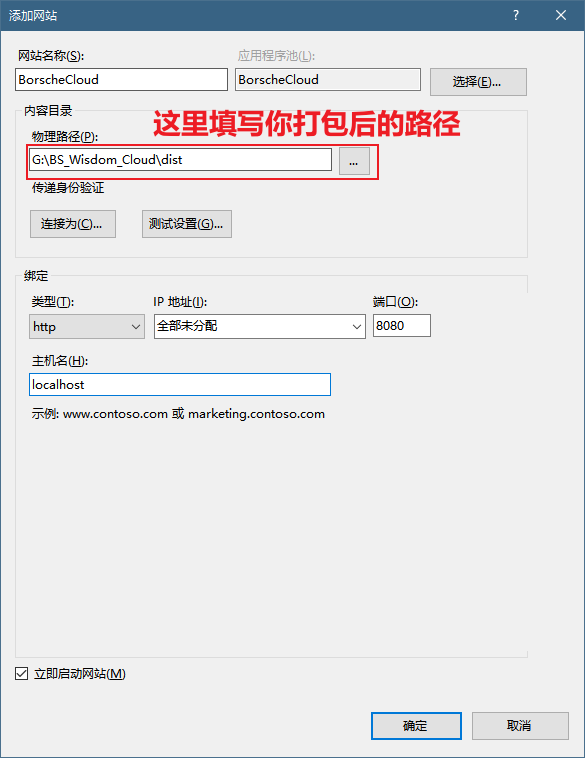 添加网站
?
网站名称(S):
应用程序池(L):
BorscheCloud
BorscheCloud
选择(E)...
内容目录
这里填写你打包后的路径
物理路径(P):
G:\BS_Wisdom_Cloud\dist
...
传递身份验证
连接为(C)...
测试设置(G)...
绑定
类型(T):
IP 地址(I):
端口(O):
http
全部未分配
8080
主机名(H):
localhost
示例: www.contoso.com 或 marketing.contoso.com
立即启动网站(M)
确定
取消